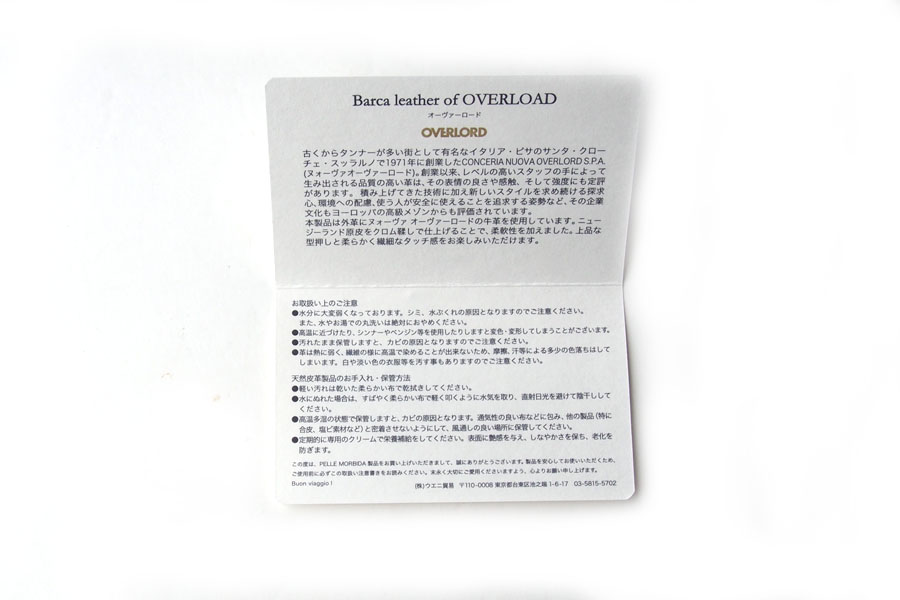 Barca leather of OVERLOAD
オーヴァーロード
OVERLORD
古くからタンナーが多い街として有名なイタリア・ピサのサンタ・クロー
チェ・スッラルノで1971年に創業したCONCERIA NUOVA OVERLORD S.P.A.
(ヌォーヴァオーヴァーロード)。創業以来、レベルの高いスタッフの手によって
生み出される品質の高い革は、その表情の良さや感触、そして強度にも定評
があります。 積み上げてきた技術に加え新しいスタイルを求め続ける探求
心、環境への配慮、使う人が安全に使えることを追求する姿勢など、その企業
文化もヨーロッパの高級メゾンからも評価されています。
本製品は外革にヌォーヴァ オーヴァーロードの牛革を使用しています。ニュー
ジーランド原皮をクロム鞣しで仕上げることで、柔軟性を加えました。上品な
型押しと柔らかく繊細なタッチ感をお楽しみいただけます。
お取扱い上のご注意
●水分に大変弱くなっております。シミ、水ぶくれの原因となりますのでご注意ください。
また、水やお湯での丸洗いは絶対におやめください。
●高温に近づけたり、シンナーやベンジン等を使用したりしますと変色・変形してしまうことがございます。
●汚れたまま保管しますと、カビの原因となりますのでご注意ください。
●革は熱に弱く、繊維の様に高温で染めることが出来ないため、摩擦、汗等による多少の色落ちはして
しまいます。白や淡い色の衣服等を汚す事もありますのでご注意ください。
天然皮革製品のお手入れ・保管方法
●軽い汚れは乾いた柔らかい布で乾拭きしてください。
●水にぬれた場合は、すばやく柔らかな布で軽く叩くように水気を取り、直射日光を避けて陰干しして
ください。
●高温多湿の状態で保管しますと、カビの原因となります。通気性の良い布などに包み、他の製品(特に
合皮、塩ビ素材など)と密着させないようにして、風通しの良い場所に保管してください。
●定期的に専用のクリームで栄養補給をしてください。表面に艶感を与え、しなやかさを保ち、老化を
防ぎます。
この度は、PELLE MORBIDA 製品をお買い上げいただきまして、誠にありがとうございます。製品を安心してお使いいただくため、
ご使用前に必ずこの取扱い注意書きをお読みください。末永く大切にご愛用くださいますよう、心よりお願い申し上げます。
Buon viaggio ! (株)ウエニ貿易 〒110-0008 東京都台東区池之端 1-6-17 03-5815-5702